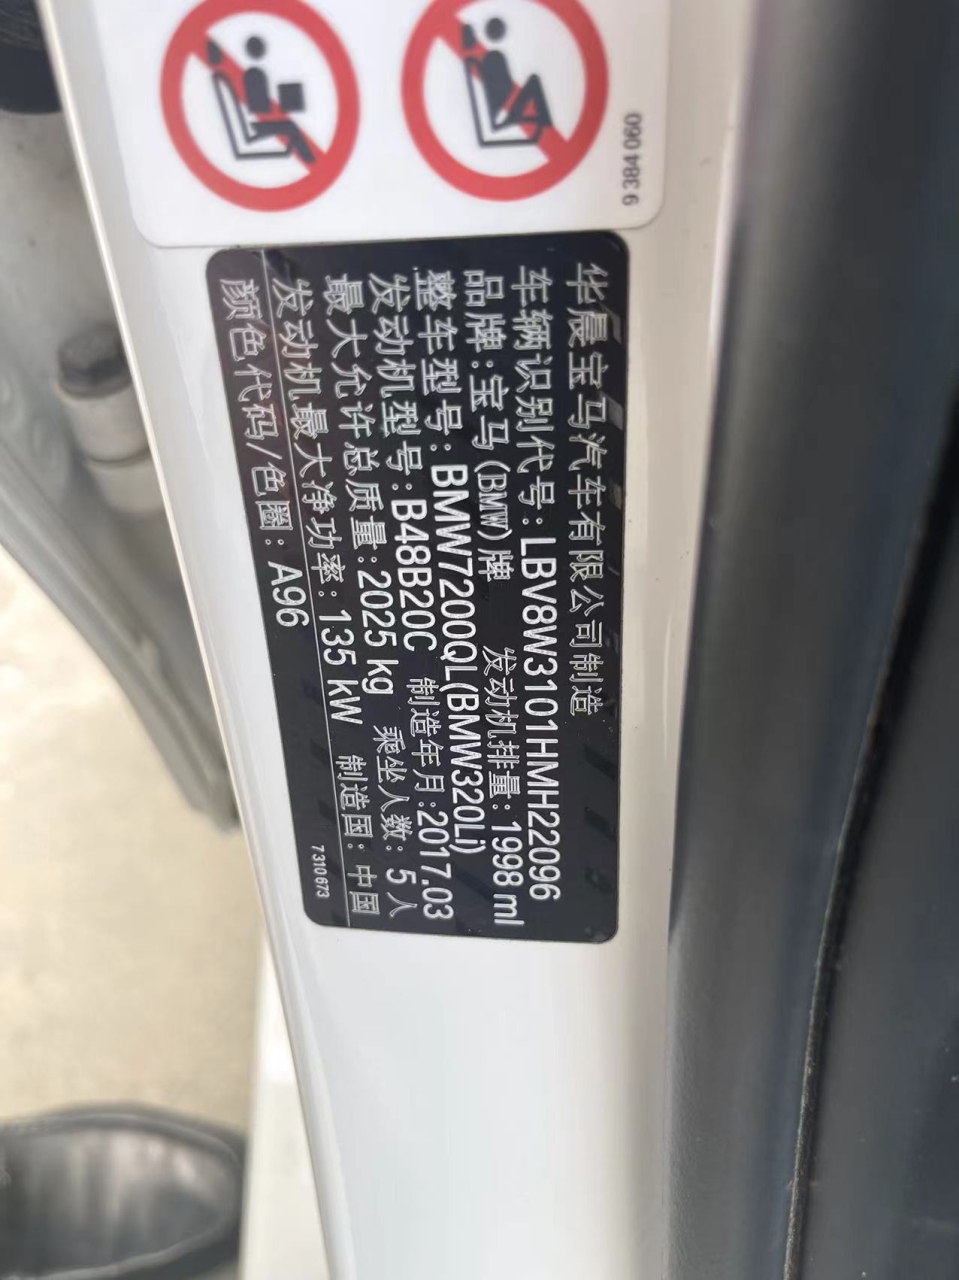 9 384 060
华晨宝马汽车有限公司制造
车辆识别代号:LBV8W3101HMH22096
品牌:宝马(BMW)牌 发动机排量:1998 ml
整车型号:BMW7200QL(BMW320Li)
发动机型号:B48B20C 制造年月:2017.03
最大允许总质量:2025 kg 乘坐人数:5人
发动机最大净功率:135 kW 制造国:中国
颜色代码/色圈:A96
7 310 673